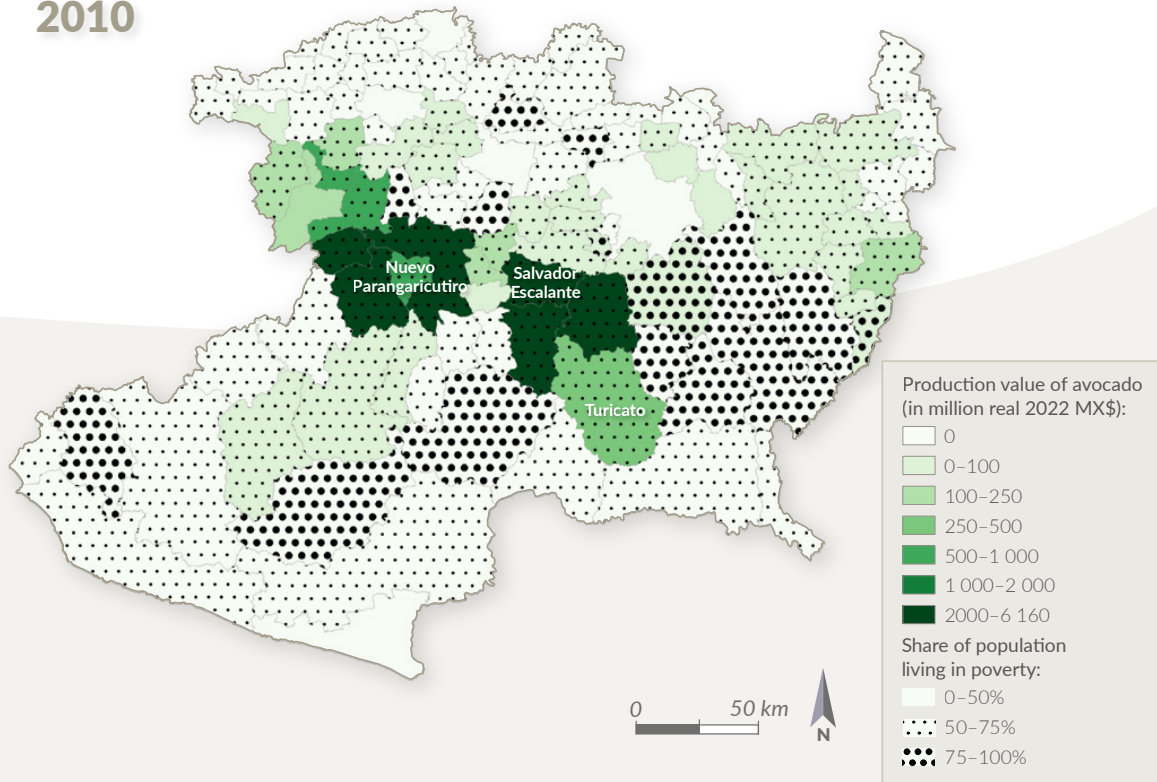 2010
Nuevo
Parangaricutiro
Salvador
Escalante
Turicato
Production value of avocado
(in million real 2022 MX$):
0
0–100
100–250
250–500
500–1 000
1 000–2 000
2000–6 160
Share of population
living in poverty:
0–50%
50–75%
75–100%
0 50 km
N